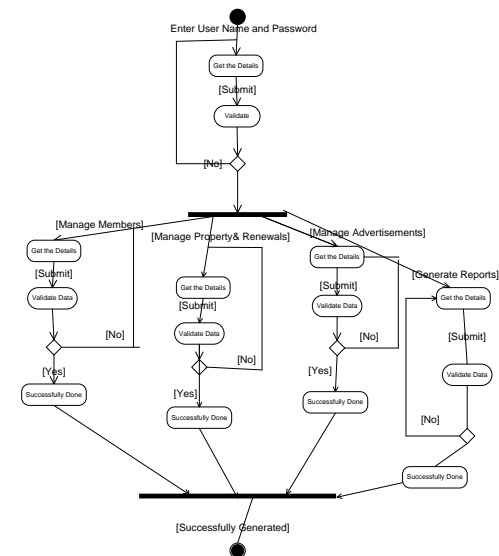 Enter User Name and Password
Get the Details
[Submit]
Validate
[No]
[Manage Members]
Get the Details
[Submit]
Validate Data
[No]
[Yes]
Successfully Done
[Manage Property& Renewals]
Get the Details
[Submit]
Validate Data
[No]
[Yes]
Successfully Done
[Manage Advertisements]
Get the Details
[Submit]
Validate Data
[No]
[Yes]
Successfully Done
[Generate Reports]
Get the Details
[Submit]
Validate Data
[No]
Successfully Done
[Successfully Generated]